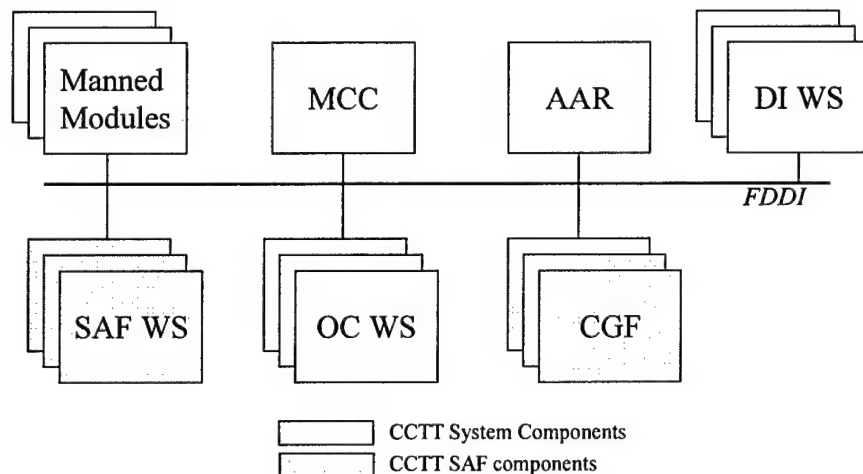 Manned
Modules
MCC
AAR
DI WS
FDDI
SAF WS
OC WS
CGF
CCTT System Components
CCTT SAF components